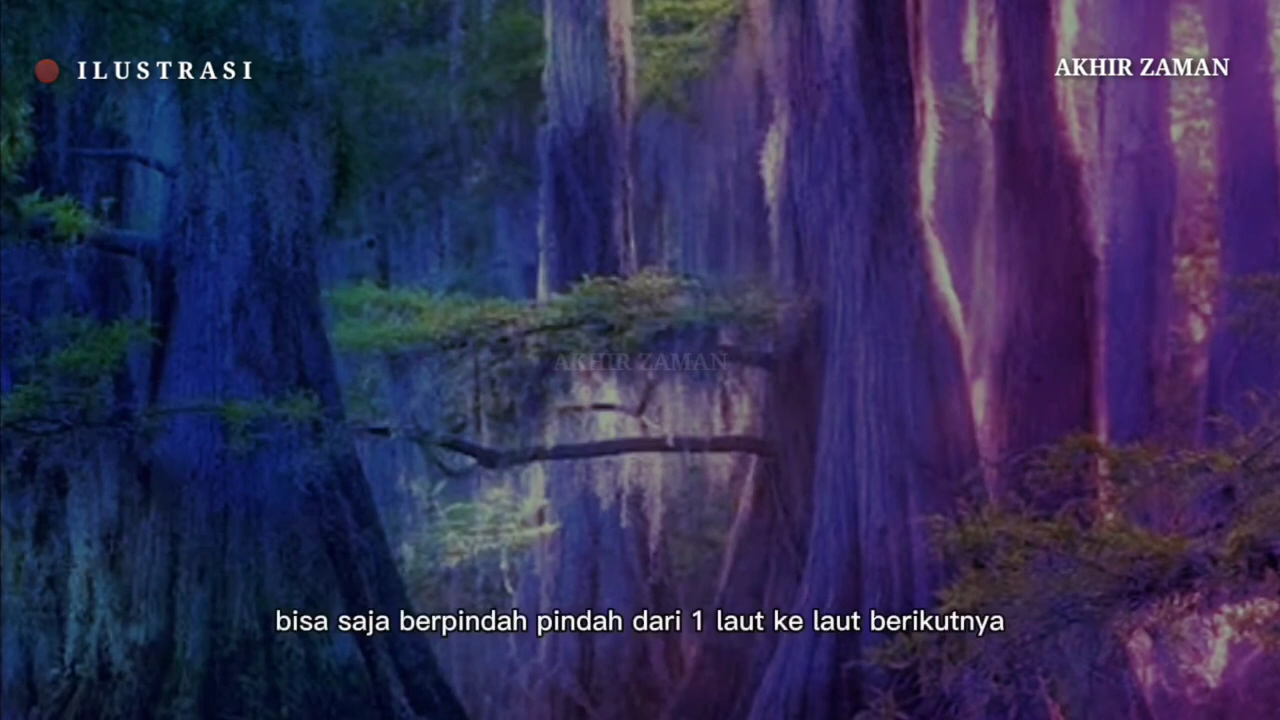 ILUSTRASI
AKHIR ZAMAN
AKHIR ZAMAN
bisa saja berpindah pindah dari 1 laut ke laut berikutnya